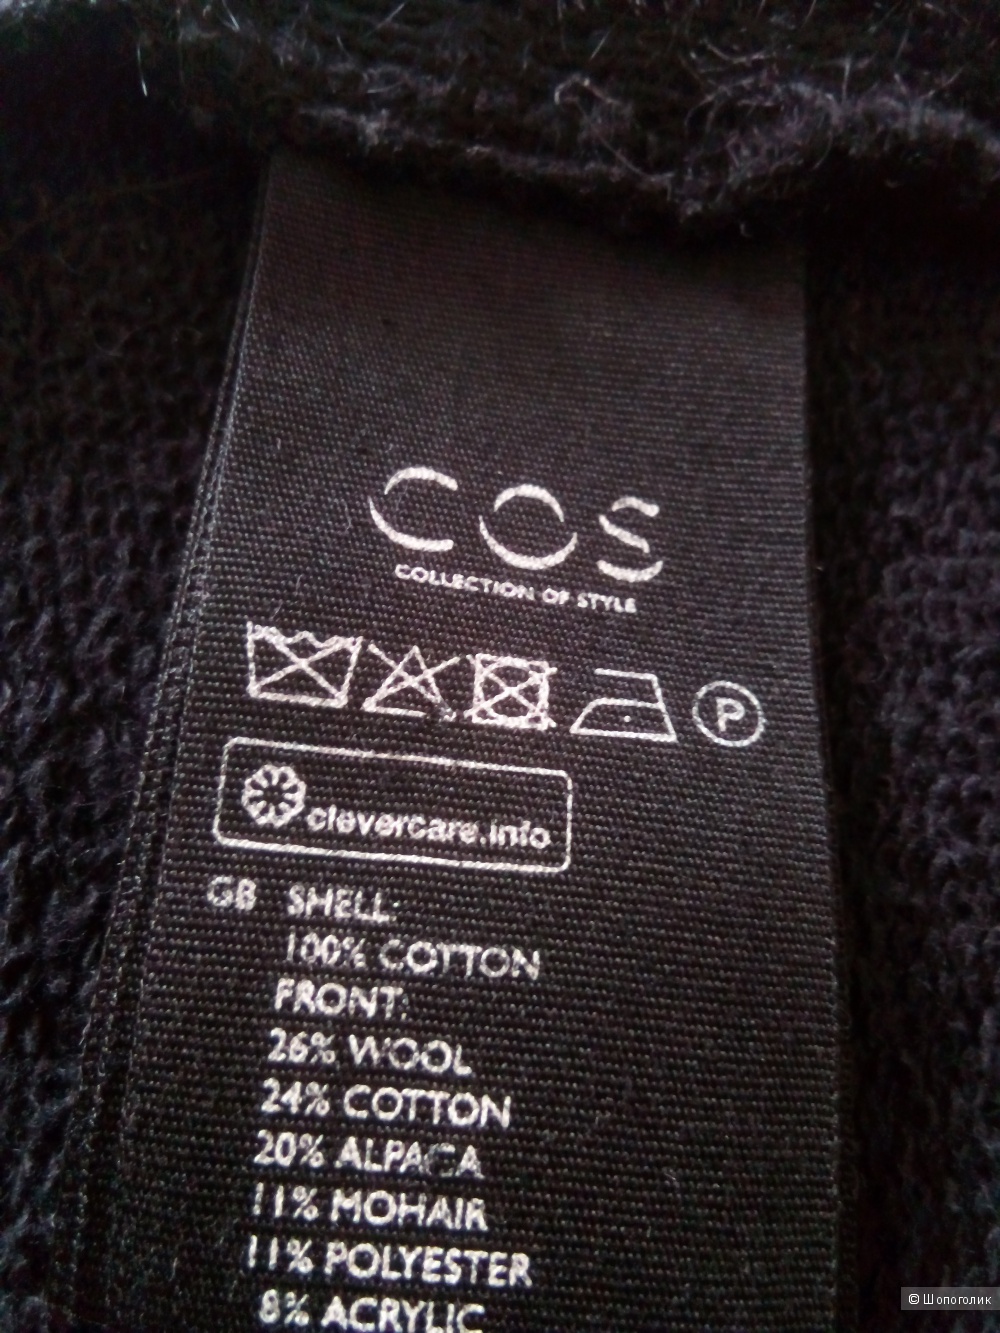 COS
COLLECTION OF STYLE
P
clevercare.info
GB SHELL:
100% COTTON
FRONT:
26% WOOL
24% COTTON
20% ALPACA
11% MOHAIR
11% POLYESTER
8% ACRYLIC
© Шопоголик